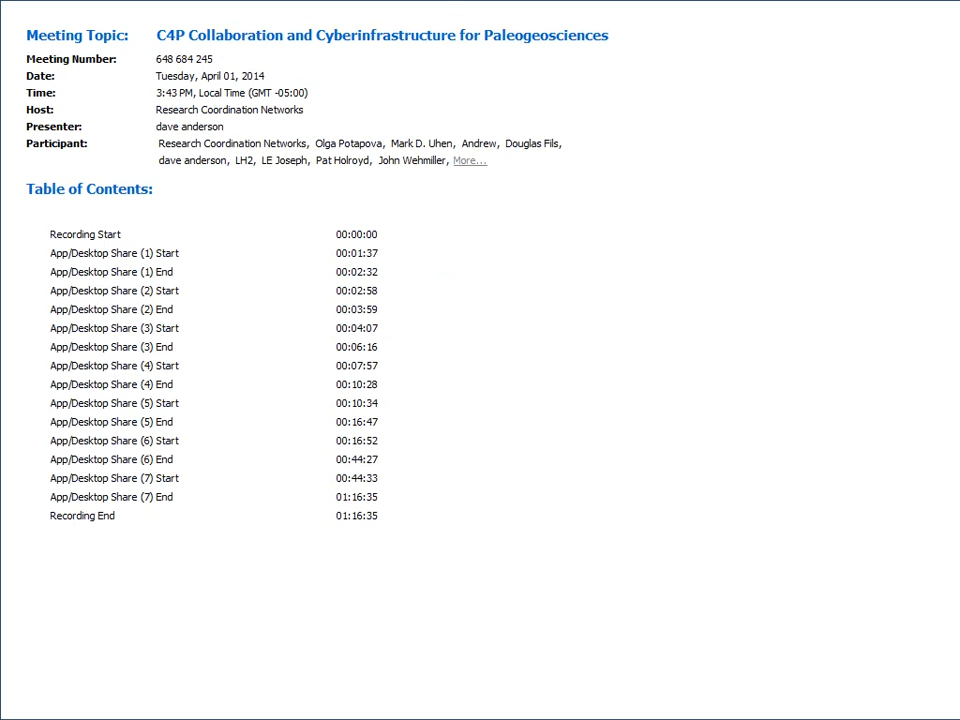 Meeting Topic: C4P Collaboration and Cyberinfrastructure for Paleogeosciences
Meeting Number: 648 684 245
Date: Tuesday, April 01, 2014
Time: 3:43 PM, Local Time (GMT -05:00)
Host: Research Coordination Networks
Presenter: dave anderson
Participant: Research Coordination Networks, Olga Potapova, Mark D. Uhen, Andrew, Douglas Fils,
dave anderson, LH2, LE Joseph, Pat Holroyd, John Wehmiller, More...
Table of Contents:
Recording Start 00:00:00
App/Desktop Share (1) Start 00:01:37
App/Desktop Share (1) End 00:02:32
App/Desktop Share (2) Start 00:02:58
App/Desktop Share (2) End 00:03:59
App/Desktop Share (3) Start 00:04:07
App/Desktop Share (3) End 00:06:16
App/Desktop Share (4) Start 00:07:57
App/Desktop Share (4) End 00:10:28
App/Desktop Share (5) Start 00:10:34
App/Desktop Share (5) End 00:16:47
App/Desktop Share (6) Start 00:16:52
App/Desktop Share (6) End 00:44:27
App/Desktop Share (7) Start 00:44:33
App/Desktop Share (7) End 01:16:35
Recording End 01:16:35